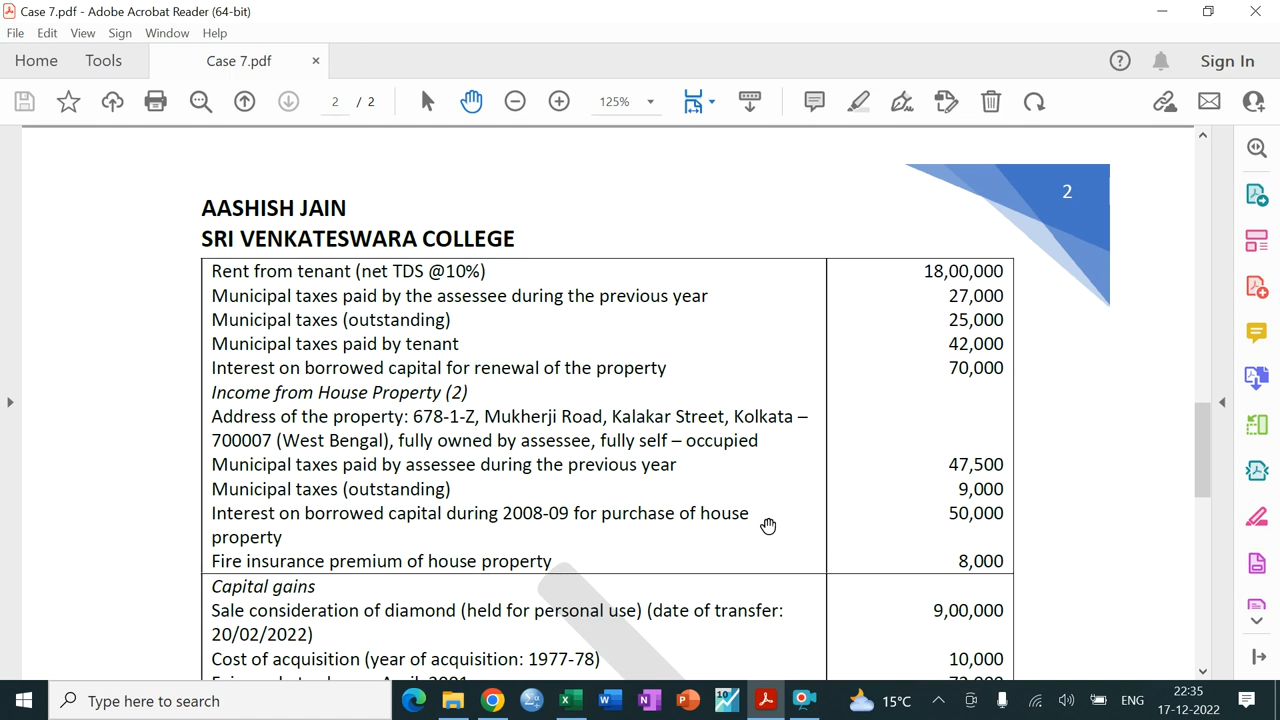 Case 7.pdf - Adobe Acrobat Reader (64-bit)
File Edit View Sign Window Help
Home Tools Case 7.pdf × Sign In
2 / 2 125%
2
AASHISH JAIN
SRI VENKATESWARA COLLEGE
Rent from tenant (net TDS @10%) 18,00,000
Municipal taxes paid by the assessee during the previous year 27,000
Municipal taxes (outstanding) 25,000
Municipal taxes paid by tenant 42,000
Interest on borrowed capital for renewal of the property 70,000
Income from House Property (2)
Address of the property: 678-1-Z, Mukherji Road, Kalakar Street, Kolkata –
700007 (West Bengal), fully owned by assessee, fully self – occupied
Municipal taxes paid by assessee during the previous year 47,500
Municipal taxes (outstanding) 9,000
Interest on borrowed capital during 2008-09 for purchase of house 50,000
property
Fire insurance premium of house property 8,000
Capital gains
Sale consideration of diamond (held for personal use) (date of transfer: 9,00,000
20/02/2022)
Cost of acquisition (year of acquisition: 1977-78) 10,000
Type here to search
15°C ENG 22:35
17-12-2022